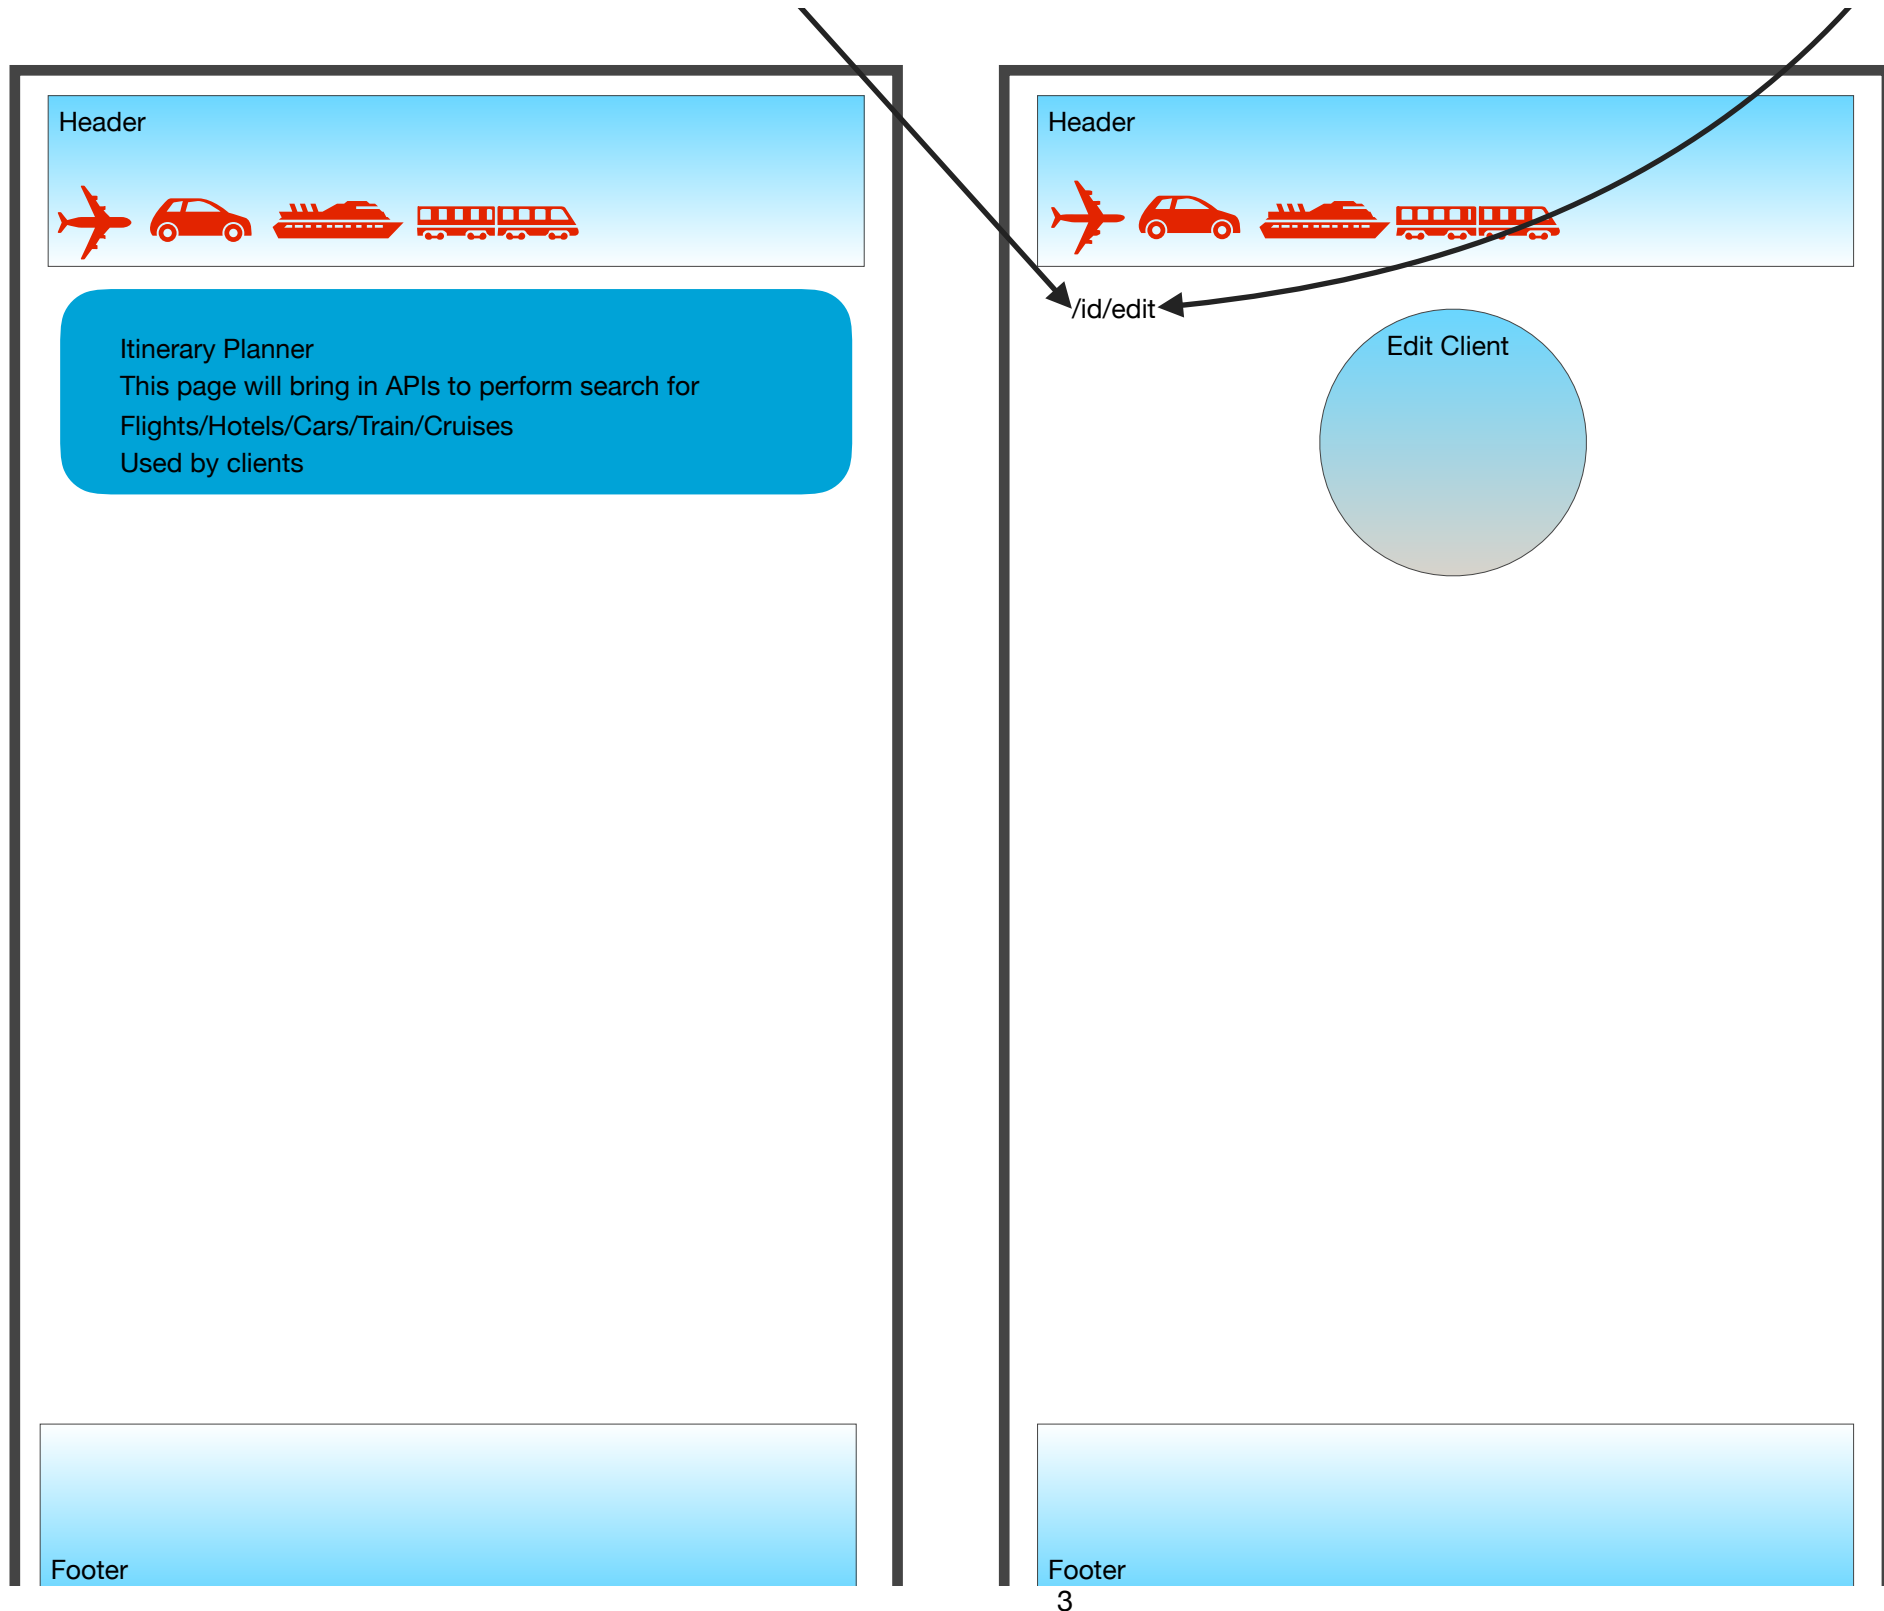 Header
Itinerary Planner
This page will bring in APIs to perform search for
Flights/Hotels/Cars/Train/Cruises
Used by clients
Footer
Header
/id/edit
Edit Client
Footer
3